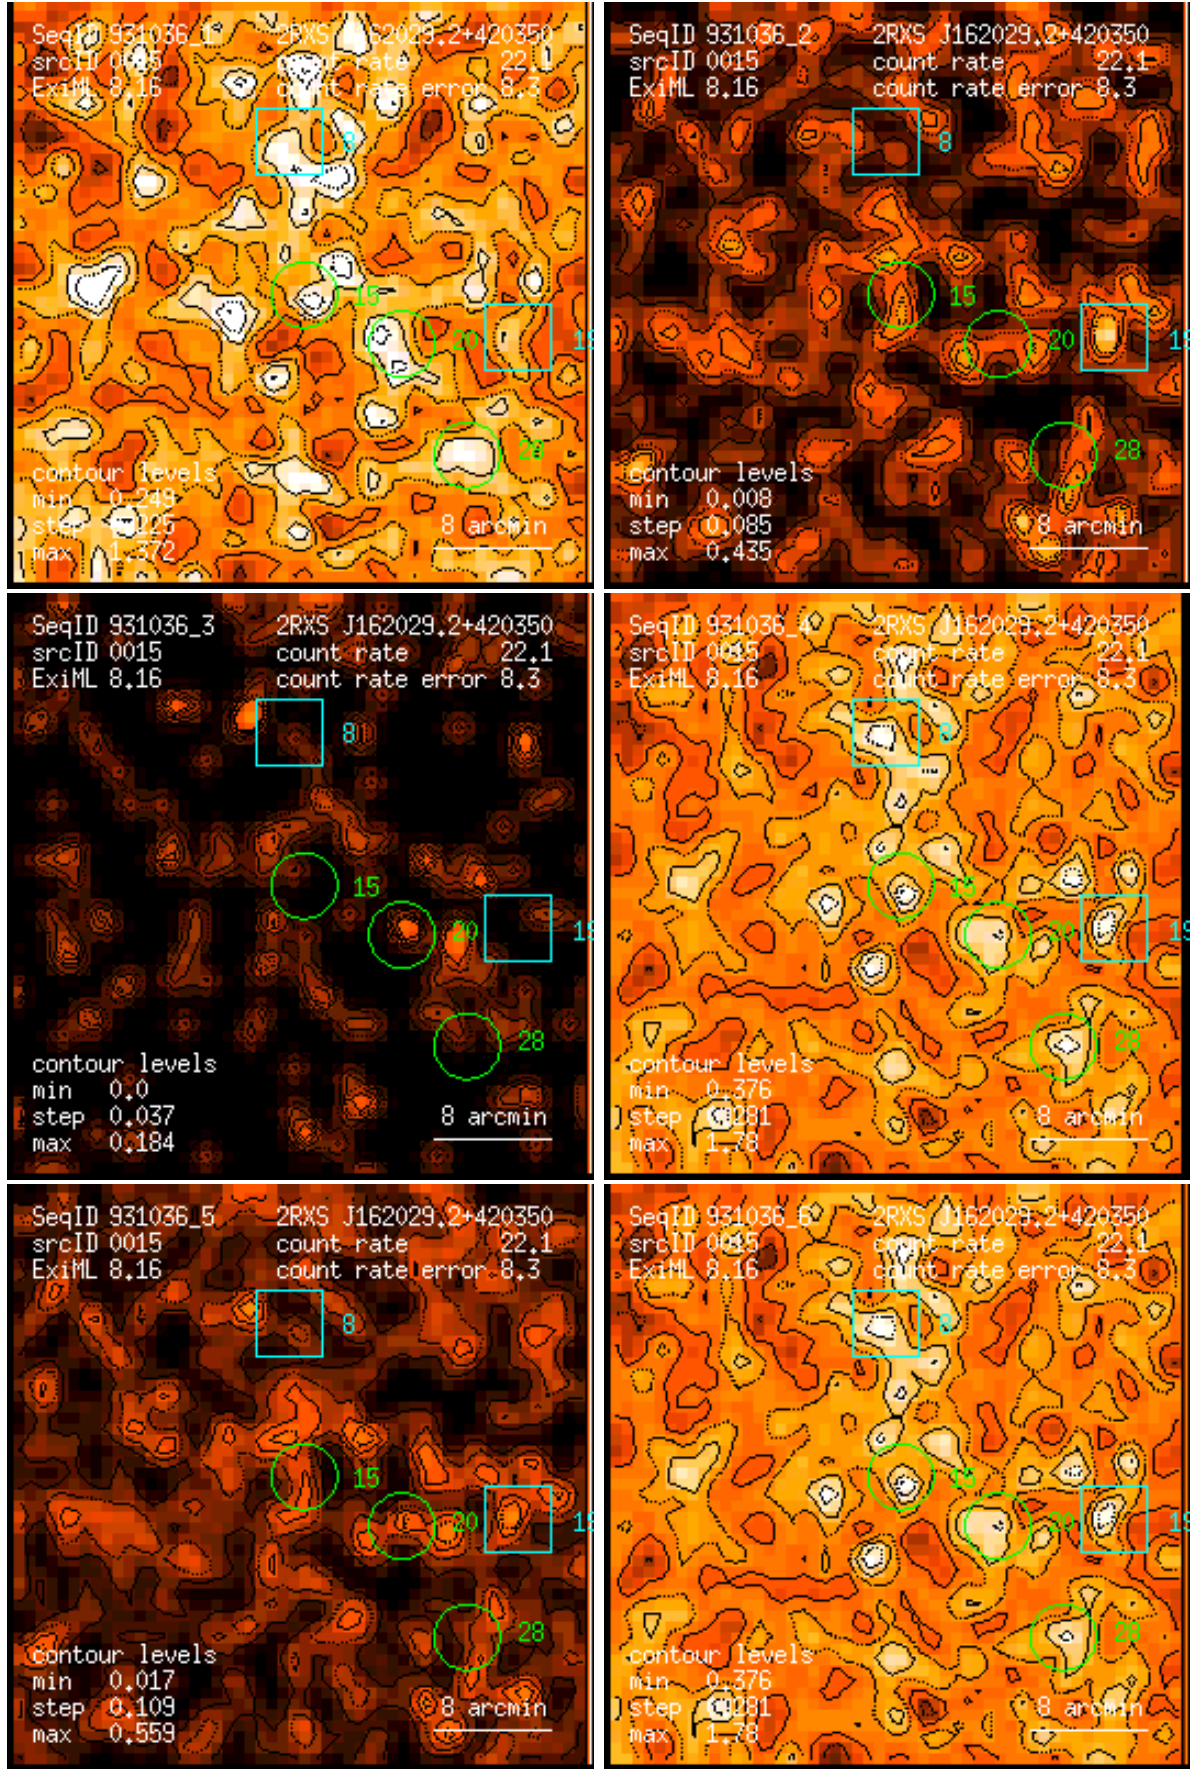 SeqID 931036_1 2RXS J162029.2+420350
srcID 0015 count rate 22.1
ExiML 8.16 count rate error 8.3
8
15
20
19
28
contour levels
min 0.249
step 0.225
max 1.372
8 arcmin
SeqID 931036_2 2RXS J162029.2+420350
srcID 0015 count rate 22.1
ExiML 8.16 count rate error 8.3
8
15
20
19
28
contour levels
min 0.008
step 0.085
max 0.435
8 arcmin
SeqID 931036_3 2RXS J162029.2+420350
srcID 0015 count rate 22.1
ExiML 8.16 count rate error 8.3
8
15
20
19
28
contour levels
min 0.0
step 0.037
max 0.184
8 arcmin
SeqID 931036_4 2RXS J162029.2+420350
srcID 0015 count rate 22.1
ExiML 8.16 count rate error 8.3
8
15
20
19
28
contour levels
min 0.376
step 0.281
max 1.78
8 arcmin
SeqID 931036_5 2RXS J162029.2+420350
srcID 0015 count rate 22.1
ExiML 8.16 count rate error 8.3
8
15
20
19
28
contour levels
min 0.017
step 0.109
max 0.559
8 arcmin
SeqID 931036_6 2RXS J162029.2+420350
srcID 0015 count rate 22.1
ExiML 8.16 count rate error 8.3
8
15
20
19
28
contour levels
min 0.376
step 0.281
max 1.78
8 arcmin